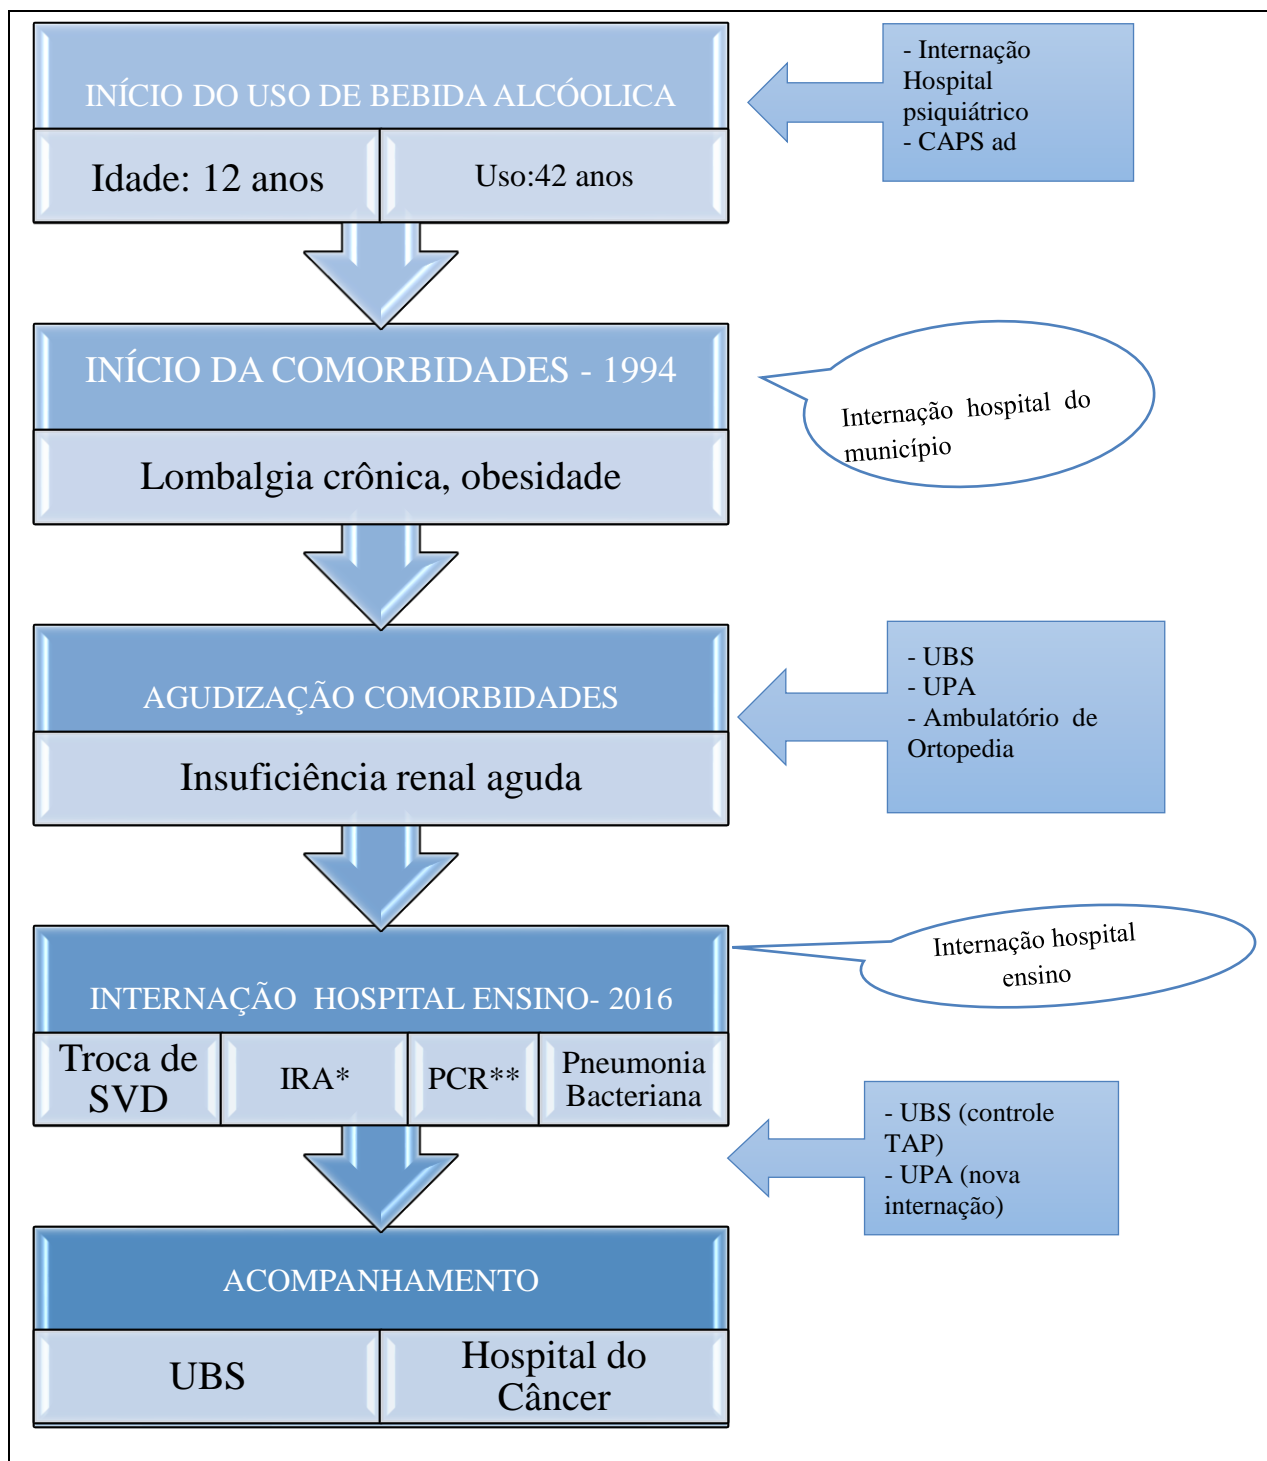 INÍCIO DO USO DE BEBIDA ALCÓOLICA
Idade: 12 anos
Uso:42 anos
- Internação
Hospital
psiquiátrico
- CAPS ad
INÍCIO DA COMORBIDADES - 1994
Lombalgia crônica, obesidade
Internação hospital do
município
AGUDIZAÇÃO COMORBIDADES
Insuficiência renal aguda
- UBS
- UPA
- Ambulatório de
Ortopedia
INTERNAÇÃO HOSPITAL ENSINO- 2016
Troca de
SVD
IRA*
PCR**
Pneumonia
Bacteriana
Internação hospital
ensino
- UBS (controle
TAP)
- UPA (nova
internação)
ACOMPANHAMENTO
UBS
Hospital do
Câncer